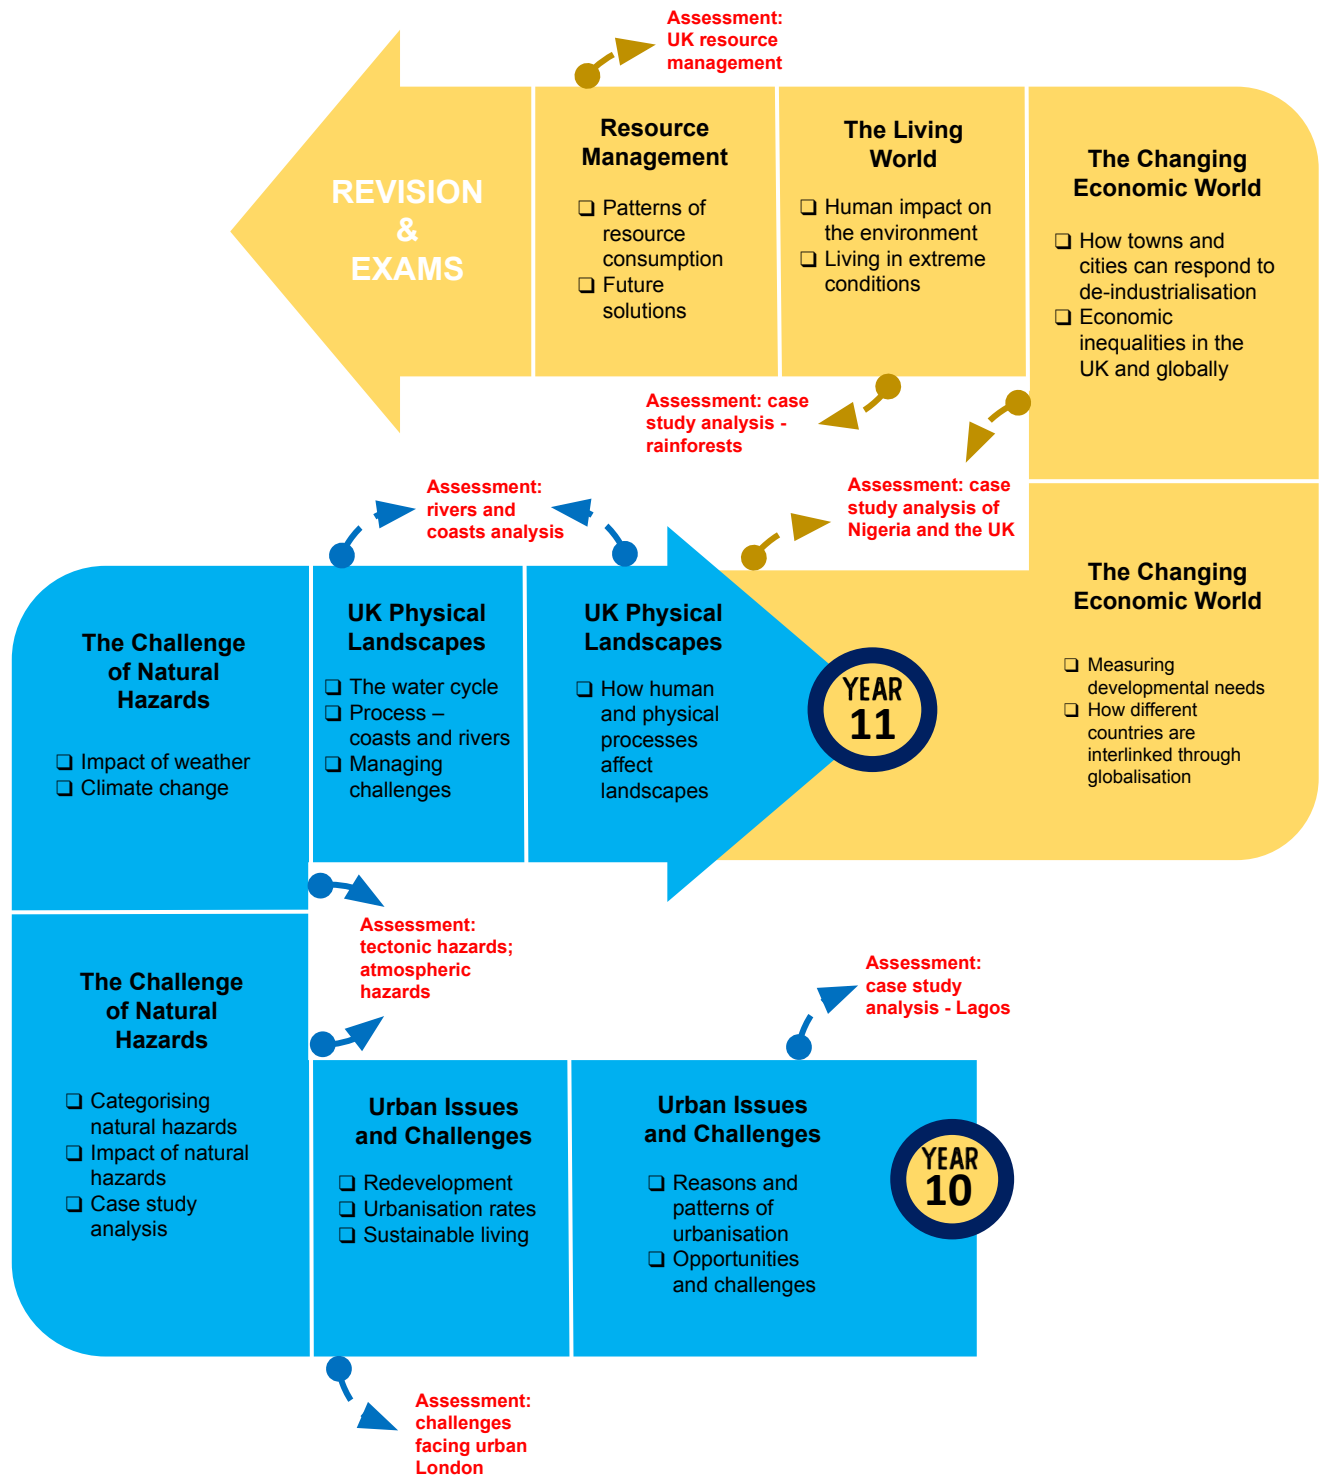 Assessment:
UK resource
management
REVISION
&
EXAMS
Resource
Management
❑ Patterns of
resource
consumption
❑ Future
solutions
The Living
World
❑ Human impact on
the environment
❑ Living in extreme
conditions
The Changing
Economic World
❑ How towns and
cities can respond to
de-industrialisation
❑ Economic
inequalities in the
UK and globally
Assessment: case
study analysis -
rainforests
Assessment: case
study analysis of
Nigeria and the UK
Assessment:
rivers and
coasts analysis
The Challenge
of Natural
Hazards
❑ Impact of weather
❑ Climate change
UK Physical
Landscapes
❑ The water cycle
❑ Process –
coasts and rivers
❑ Managing
challenges
UK Physical
Landscapes
❑ How human
and physical
processes
affect
landscapes
YEAR
11
The Changing
Economic World
❑ Measuring
developmental needs
❑ How different
countries are
interlinked through
globalisation
Assessment:
tectonic hazards;
atmospheric
hazards
Assessment:
case study
analysis - Lagos
The Challenge
of Natural
Hazards
❑ Categorising
natural hazards
❑ Impact of natural
hazards
❑ Case study
analysis
Urban Issues
and Challenges
❑ Redevelopment
❑ Urbanisation rates
❑ Sustainable living
Urban Issues
and Challenges
❑ Reasons and
patterns of
urbanisation
❑ Opportunities
and challenges
YEAR
10
Assessment:
challenges
facing urban
London